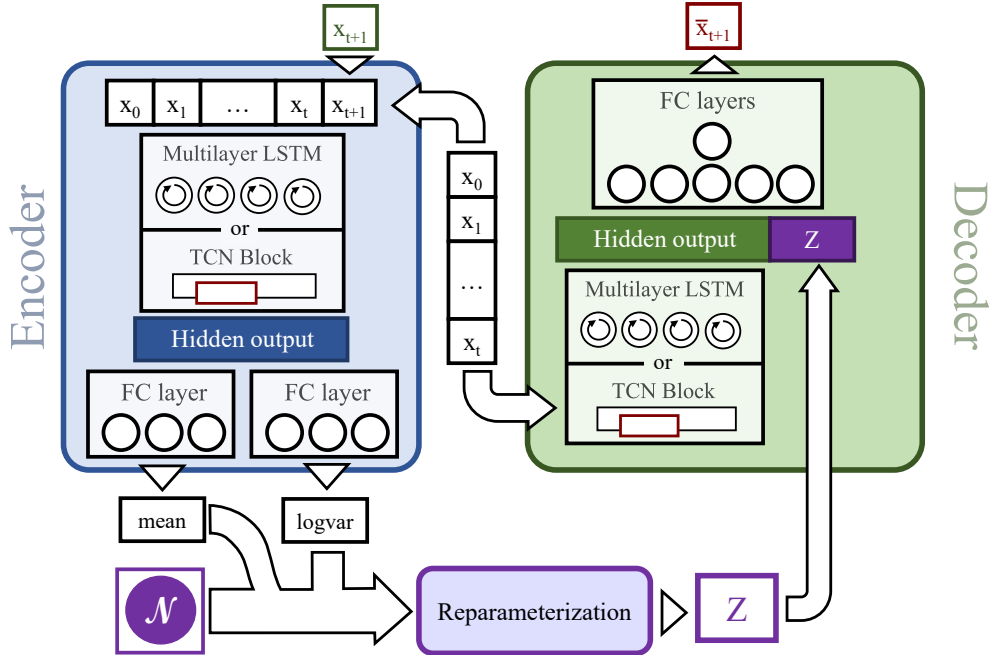 x_{t+1}
x̄_{t+1}
Encoder
x_0 x_1 … x_t x_{t+1}
Multilayer LSTM
or
TCN Block
Hidden output
FC layer FC layer
mean
logvar
x_0
x_1
…
x_t
Decoder
FC layers
Hidden output Z
Multilayer LSTM
or
TCN Block
𝒩
Reparameterization
Z